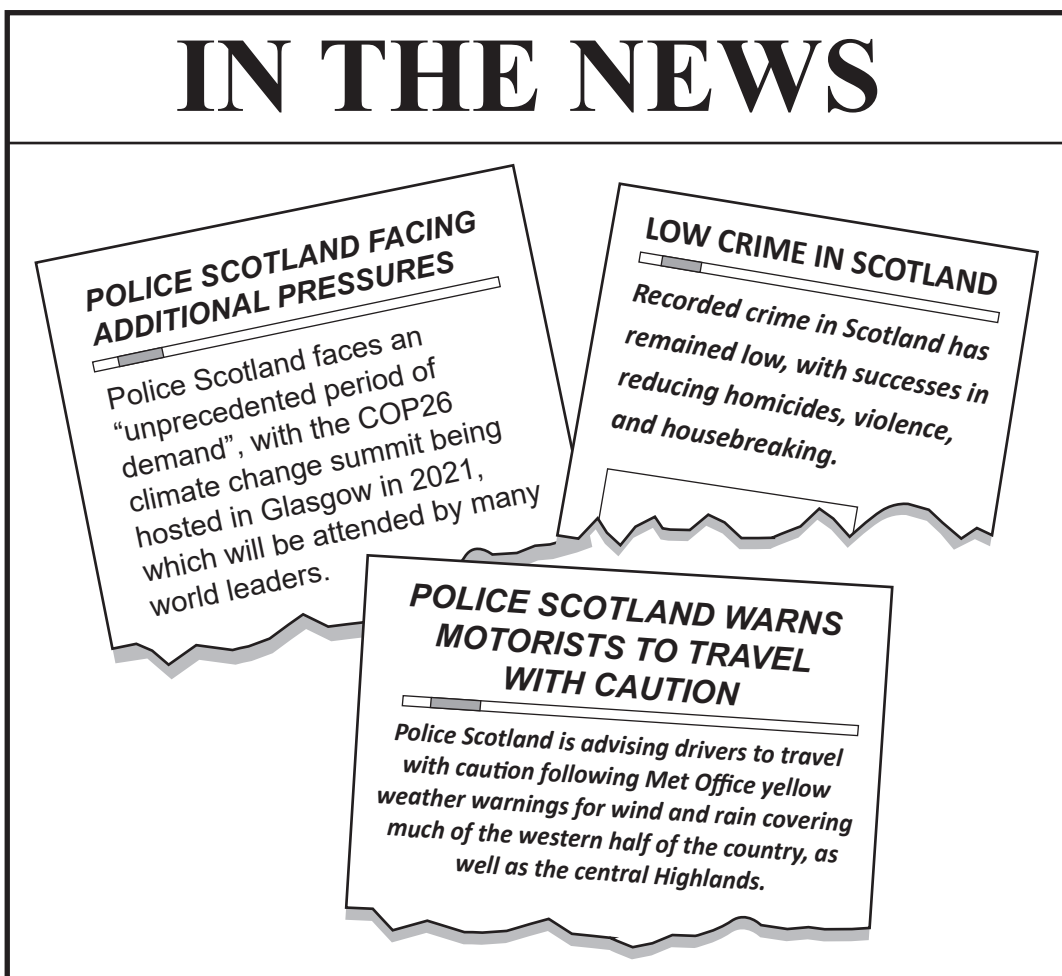 IN THE NEWS
POLICE SCOTLAND FACING
ADDITIONAL PRESSURES
Police Scotland faces an
“unprecedented period of
demand”, with the COP26
climate change summit being
hosted in Glasgow in 2021,
which will be attended by many
world leaders.
LOW CRIME IN SCOTLAND
Recorded crime in Scotland has
remained low, with successes in
reducing homicides, violence,
and housebreaking.
POLICE SCOTLAND WARNS
MOTORISTS TO TRAVEL
WITH CAUTION
Police Scotland is advising drivers to travel
with caution following Met Office yellow
weather warnings for wind and rain covering
much of the western half of the country, as
well as the central Highlands.